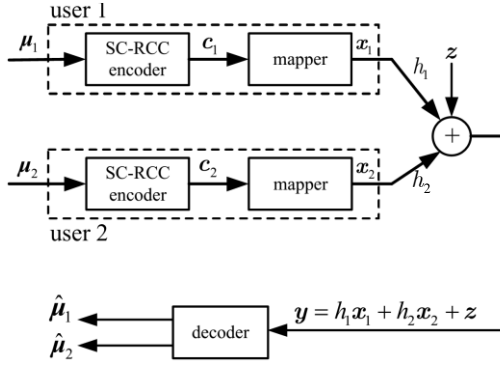 user 1
μ₁ SC-RCC encoder c₁ mapper x₁ h₁ z
+
μ₂ SC-RCC encoder c₂ mapper x₂ h₂
user 2
μ̂₁
μ̂₂ decoder y = h₁x₁ + h₂x₂ + z